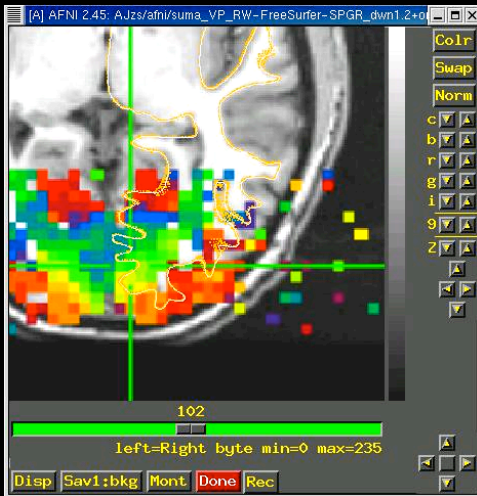 [A] AFNI 2.45: AJzs/afni/suma_VP_RW-FreeSurfer-SPGR_dwn1.2+or
Colr
Swap
Norm
c
b
r
g
i
9
Z
102
left=Right byte min=0 max=235
Disp Sav1:bkg Mont Done Rec